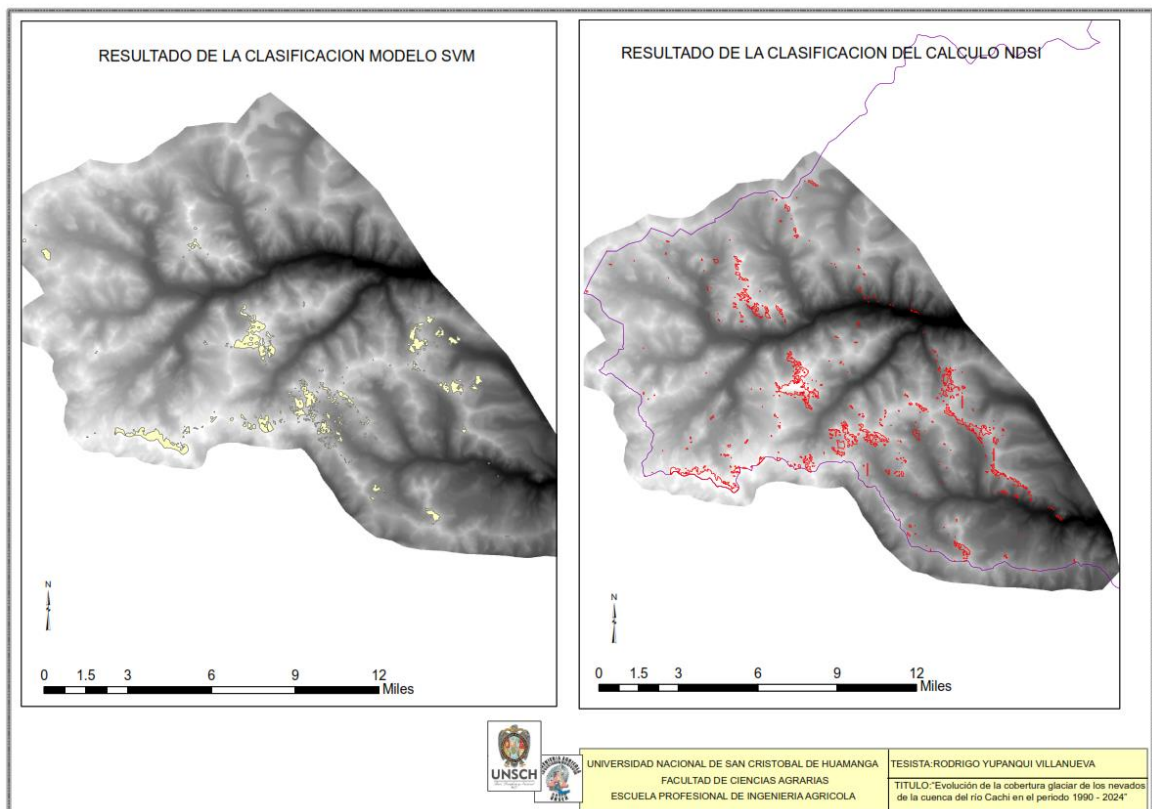 RESULTADO DE LA CLASIFICACION MODELO SVM
N
0 1.5 3 6 9 12
Miles
RESULTADO DE LA CLASIFICACION DEL CALCULO NDSI
N
0 1.5 3 6 9 12
Miles
UNSCH
UNIVERSIDAD NACIONAL DE SAN CRISTOBAL DE HUAMANGA
FACULTAD DE CIENCIAS AGRARIAS
ESCUELA PROFESIONAL DE INGENIERIA AGRICOLA
TESISTA:RODRIGO YUPANQUI VILLANUEVA
TITULO:"Evolución de la cobertura glaciar de los nevados
de la cuenca del río Cachi en el periodo 1990 - 2024"